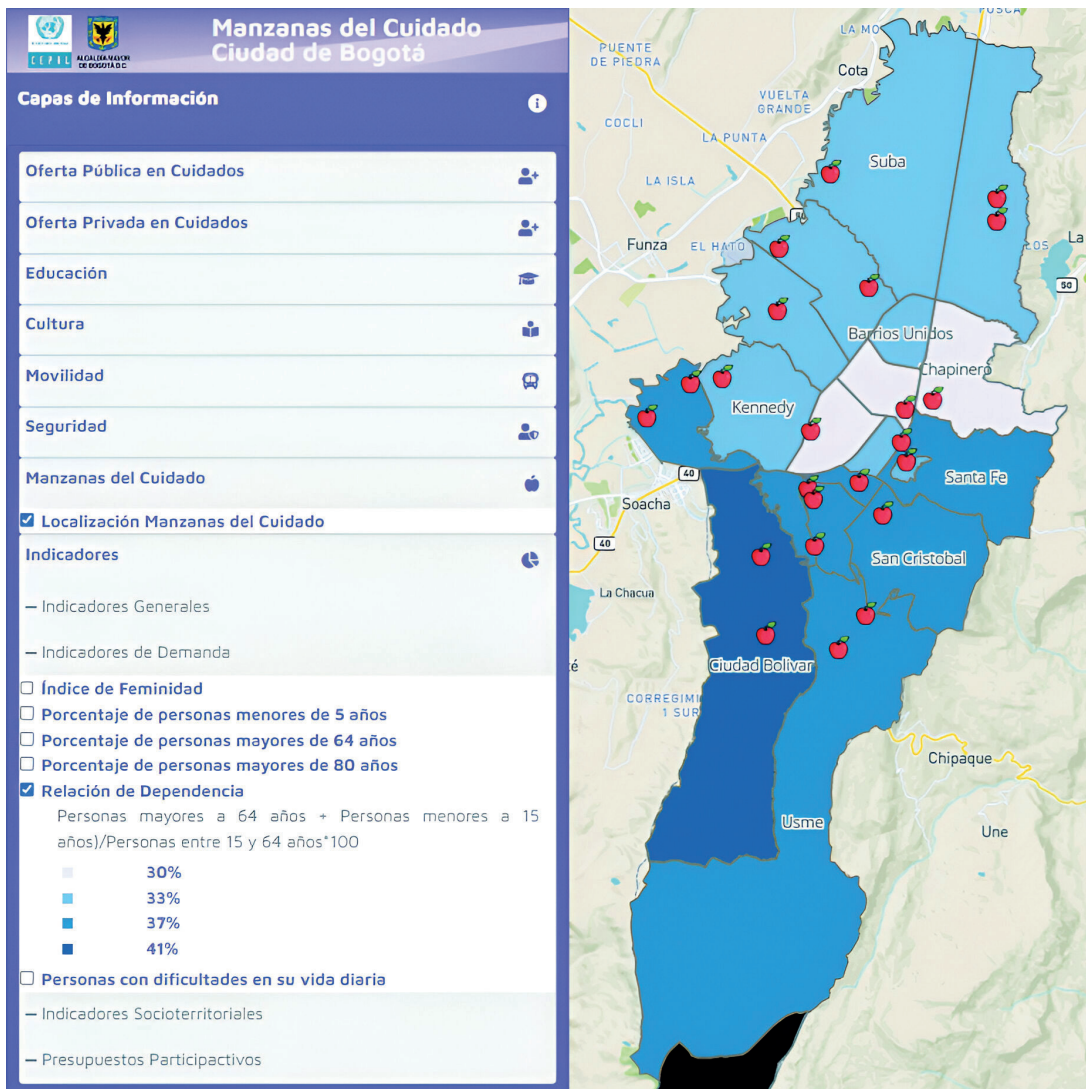 CEPAL
ALCALDÍA MAYOR
DE BOGOTÁ D.C.
Manzanas del Cuidado
Ciudad de Bogotá
Capas de Información
Oferta Pública en Cuidados
Oferta Privada en Cuidados
Educación
Cultura
Movilidad
Seguridad
Manzanas del Cuidado
Localización Manzanas del Cuidado
Indicadores
— Indicadores Generales
— Indicadores de Demanda
Índice de Feminidad
Porcentaje de personas menores de 5 años
Porcentaje de personas mayores de 64 años
Porcentaje de personas mayores de 80 años
Relación de Dependencia
Personas mayores a 64 años + Personas menores a 15
años)/Personas entre 15 y 64 años*100
30%
33%
37%
41%
Personas con dificultades en su vida diaria
— Indicadores Socioterritoriales
— Presupuestos Participactivos
LA MO
PUENTE
DE PIEDRA
Cota
VUELTA
GRANDE
COCLI
LA PUNTA
Suba
LA ISLA
Funza
EL HATO
LOS
La
50
Barrios Unidos
Chapinero
Kennedy
40
Santa Fe
Soacha
40
San Cristobal
La Chacua
Ciudad Bolivar
é
CORREGIMI
1 SUR
Chipaque
Usme
Une